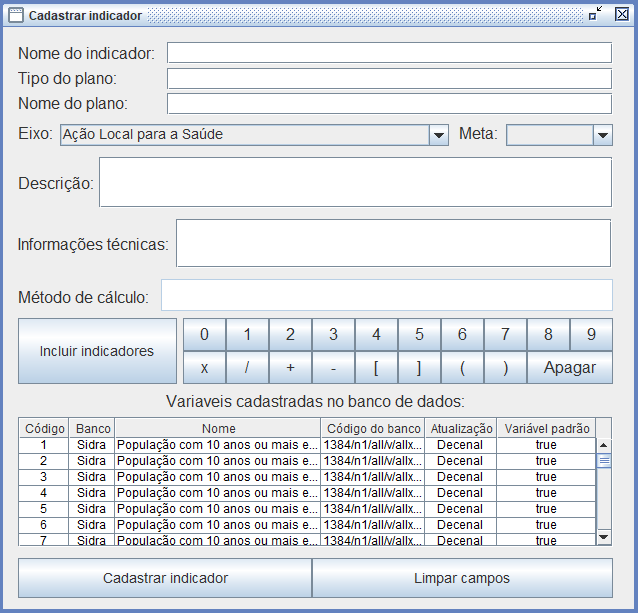 Cadastrar indicador
Nome do indicador:
Tipo do plano:
Nome do plano:
Eixo: Ação Local para a Saúde Meta:
Descrição:
Informações técnicas:
Método de cálculo:
Incluir indicadores
0 1 2 3 4 5 6 7 8 9
x / + - [ ] ( ) Apagar
Variaveis cadastradas no banco de dados:
Código Banco Nome Código do banco Atualização Variável padrão
1 Sidra População com 10 anos ou mais e... 1384/n1/all/v/allx... Decenal true
2 Sidra População com 10 anos ou mais e... 1384/n1/all/v/allx... Decenal true
3 Sidra População com 10 anos ou mais e... 1384/n1/all/v/allx... Decenal true
4 Sidra População com 10 anos ou mais e... 1384/n1/all/v/allx... Decenal true
5 Sidra População com 10 anos ou mais e... 1384/n1/all/v/allx... Decenal true
6 Sidra População com 10 anos ou mais e... 1384/n1/all/v/allx... Decenal true
7 Sidra População com 10 anos ou mais e... 1384/n1/all/v/allx... Decenal true
Cadastrar indicador Limpar campos